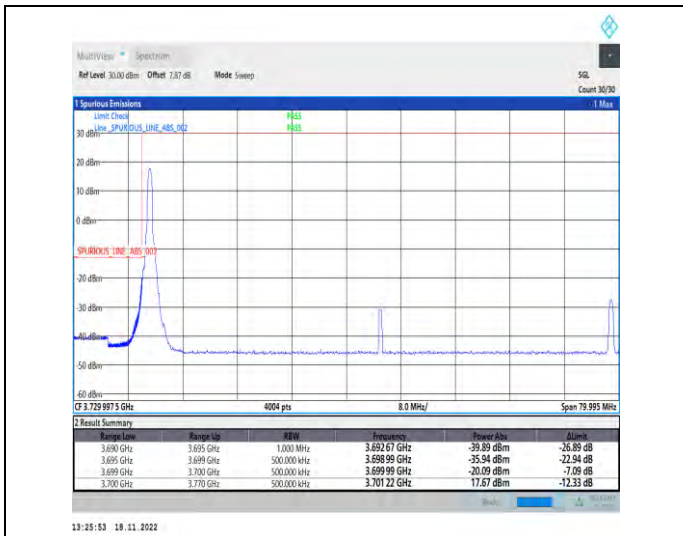 MultiView Spectrum
Ref Level 30.00 dBm Offset 7.87 dB Mode Sweep SGL
Count 30/30
1 Spurious Emissions 1 Max
Limit Check PASS
Line _SPURIOUS_LINE_ABS_002 PASS
30 dBm
20 dBm
10 dBm
0 dBm
_SPURIOUS_LINE_ABS_002
-20 dBm
-30 dBm
-40 dBm
-50 dBm
-60 dBm
CF 3.729 997 5 GHz 4004 pts 8.0 MHz/ Span 79.995 MHz
2 Result Summary
Range Low Range Up RBW Frequency Power Abs ΔLimit
3.690 GHz 3.695 GHz 1.000 MHz 3.692 67 GHz -39.89 dBm -26.89 dB
3.695 GHz 3.699 GHz 500.000 kHz 3.698 99 GHz -35.94 dBm -22.94 dB
3.699 GHz 3.700 GHz 500.000 kHz 3.699 99 GHz -20.09 dBm -7.09 dB
3.700 GHz 3.770 GHz 500.000 kHz 3.701 22 GHz 17.67 dBm -12.33 dB
13:25:53 18.11.2022